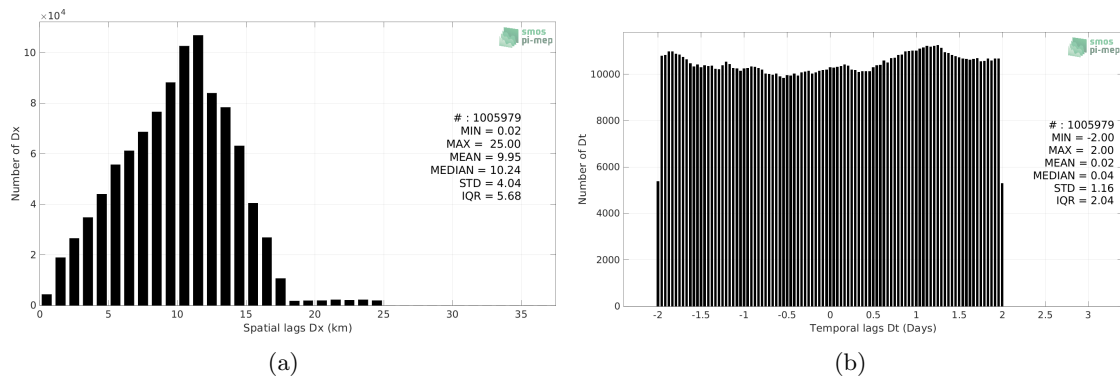 ×10⁴
10
8
6
4
2
0
Number of Dx
0 5 10 15 20 25 30 35
Spatial lags Dx (km)
smos
pi-mep
# : 1005979
MIN = 0.02
MAX = 25.00
MEAN = 9.95
MEDIAN = 10.24
STD = 4.04
IQR = 5.68
(a)
10000
8000
6000
4000
2000
0
Number of Dt
-2 -1.5 -1 -0.5 0 0.5 1 1.5 2 2.5 3
Temporal lags Dt (Days)
smos
pi-mep
# : 1005979
MIN = -2.00
MAX = 2.00
MEAN = 0.02
MEDIAN = 0.04
STD = 1.16
IQR = 2.04
(b)